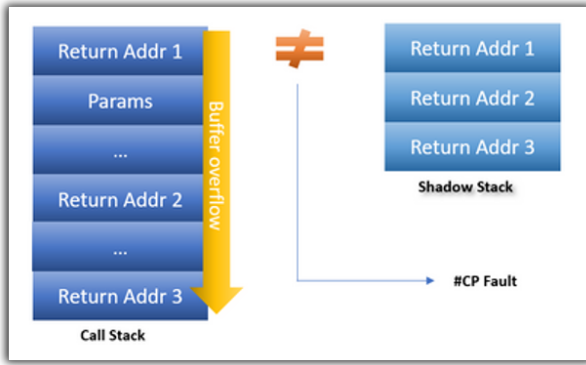 Return Addr 1
Params
...
Return Addr 2
...
Return Addr 3
Call Stack
Buffer overflow
≠
Return Addr 1
Return Addr 2
Return Addr 3
Shadow Stack
#CP Fault